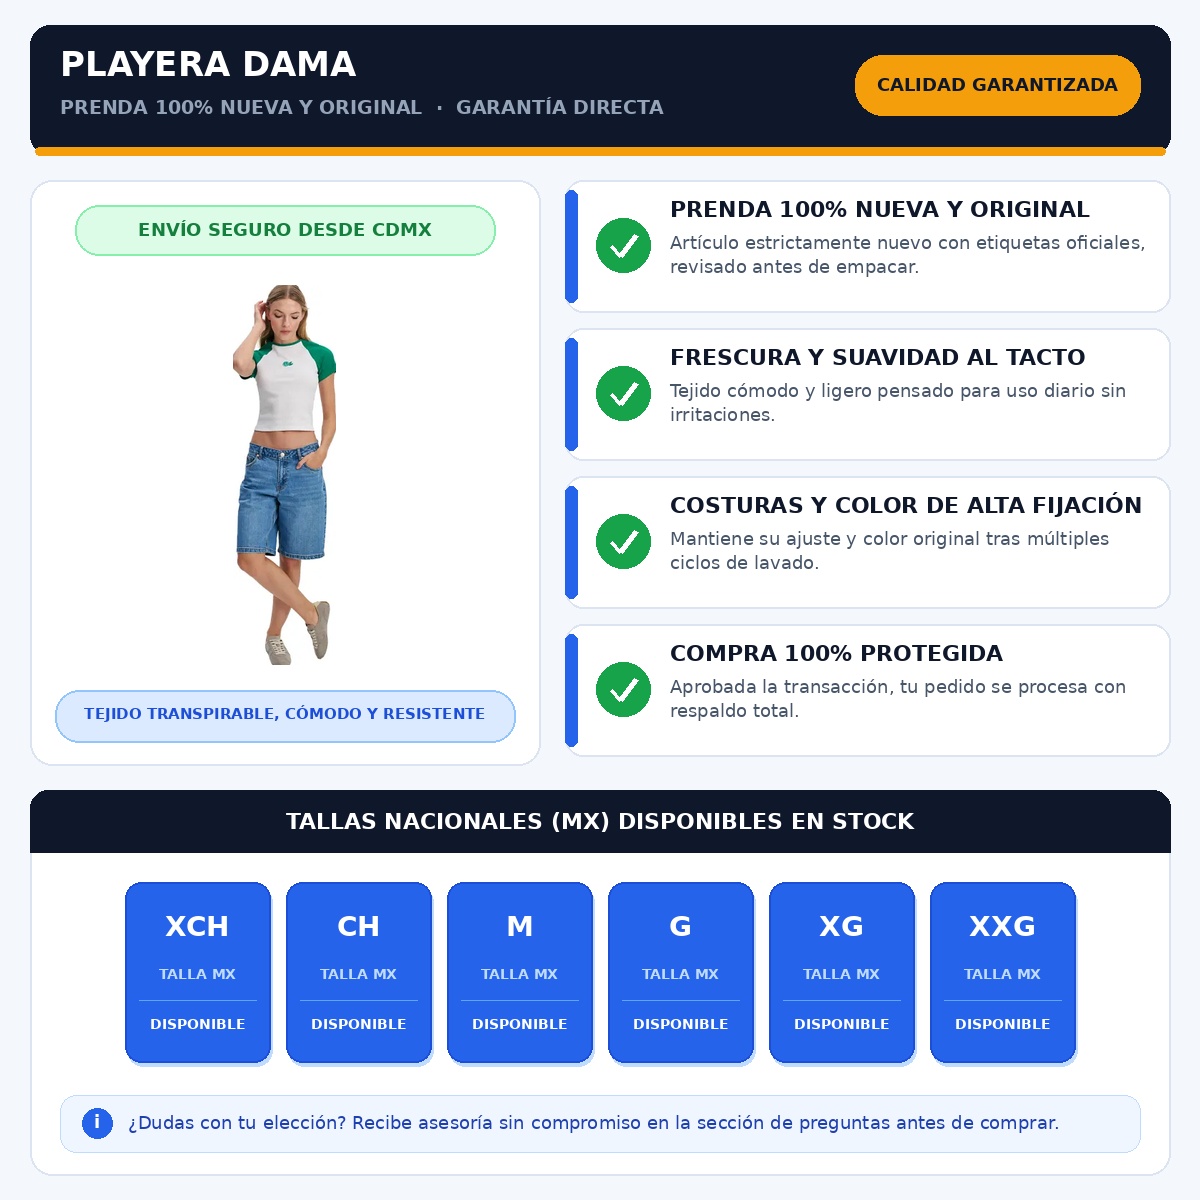 PLAYERA DAMA
PRENDA 100% NUEVA Y ORIGINAL · GARANTÍA DIRECTA
CALIDAD GARANTIZADA
ENVÍO SEGURO DESDE CDMX
TEJIDO TRANSPIRABLE, CÓMODO Y RESISTENTE
PRENDA 100% NUEVA Y ORIGINAL
Artículo estrictamente nuevo con etiquetas oficiales,
revisado antes de empacar.
FRESCURA Y SUAVIDAD AL TACTO
Tejido cómodo y ligero pensado para uso diario sin
irritaciones.
COSTURAS Y COLOR DE ALTA FIJACIÓN
Mantiene su ajuste y color original tras múltiples
ciclos de lavado.
COMPRA 100% PROTEGIDA
Aprobada la transacción, tu pedido se procesa con
respaldo total.
TALLAS NACIONALES (MX) DISPONIBLES EN STOCK
XCH
TALLA MX
DISPONIBLE
CH
TALLA MX
DISPONIBLE
M
TALLA MX
DISPONIBLE
G
TALLA MX
DISPONIBLE
XG
TALLA MX
DISPONIBLE
XXG
TALLA MX
DISPONIBLE
i
¿Dudas con tu elección? Recibe asesoría sin compromiso en la sección de preguntas antes de comprar.